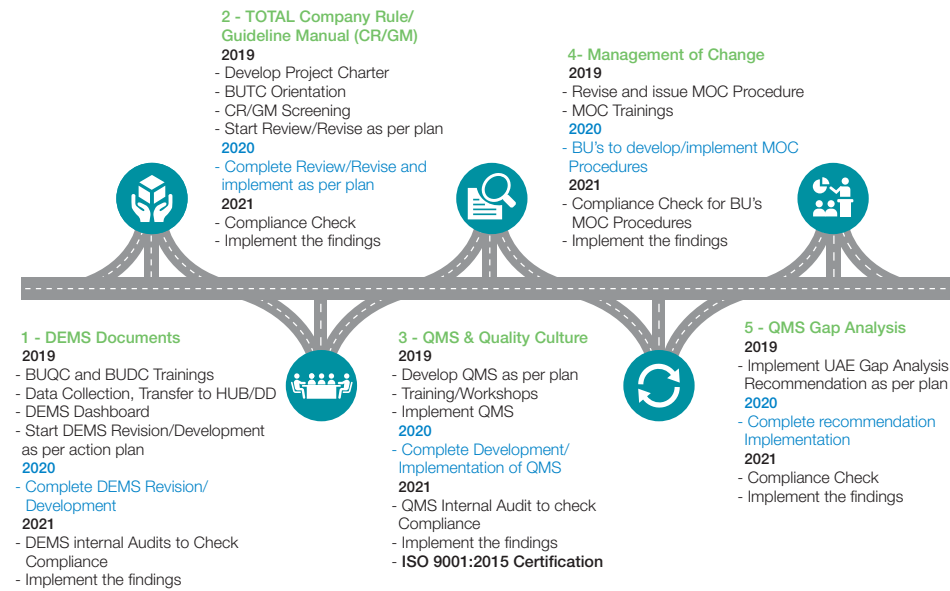 2 - TOTAL Company Rule/
Guideline Manual (CR/GM)
2019
- Develop Project Charter
- BUTC Orientation
- CR/GM Screening
- Start Review/Revise as per plan
2020
- Complete Review/Revise and
implement as per plan
2021
- Compliance Check
- Implement the findings
4- Management of Change
2019
- Revise and issue MOC Procedure
- MOC Trainings
2020
- BU's to develop/implement MOC
Procedures
2021
- Compliance Check for BU's
MOC Procedures
- Implement the findings
1 - DEMS Documents
2019
- BUQC and BUDC Trainings
- Data Collection, Transfer to HUB/DD
- DEMS Dashboard
- Start DEMS Revision/Development
as per action plan
2020
- Complete DEMS Revision/
Development
2021
- DEMS internal Audits to Check
Compliance
- Implement the findings
3 - QMS & Quality Culture
2019
- Develop QMS as per plan
- Training/Workshops
- Implement QMS
2020
- Complete Development/
Implementation of QMS
2021
- QMS Internal Audit to check
Compliance
- Implement the findings
- ISO 9001:2015 Certification
5 - QMS Gap Analysis
2019
- Implement UAE Gap Analysis
Recommendation as per plan
2020
- Complete recommendation
Implementation
2021
- Compliance Check
- Implement the findings